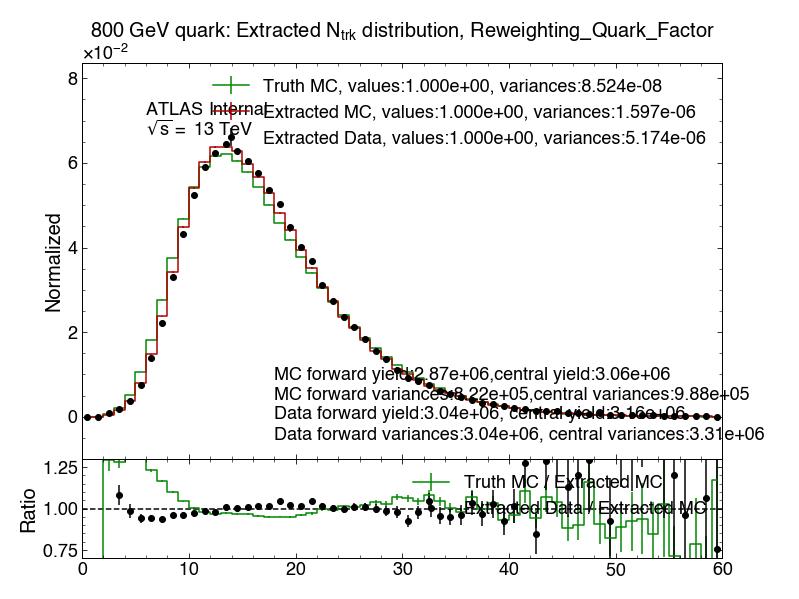 800 GeV quark: Extracted N_trk distribution, Reweighting_Quark_Factor
×10⁻²
Truth MC, values:1.000e+00, variances:8.524e-08
ATLAS Internal
Extracted MC, values:1.000e+00, variances:1.597e-06
√s = 13 TeV
Extracted Data, values:1.000e+00, variances:5.174e-06
8
6
4
2
0
Normalized
MC forward yield:2.87e+06,central yield:3.06e+06
MC forward variances:8.22e+05,central variances:9.88e+05
Data forward yield:3.04e+06, central yield:3.16e+06
Data forward variances:3.04e+06, central variances:3.31e+06
1.25
1.00
0.75
Ratio
Truth MC / Extracted MC
Extracted Data / Extracted MC
0 10 20 30 40 50 60